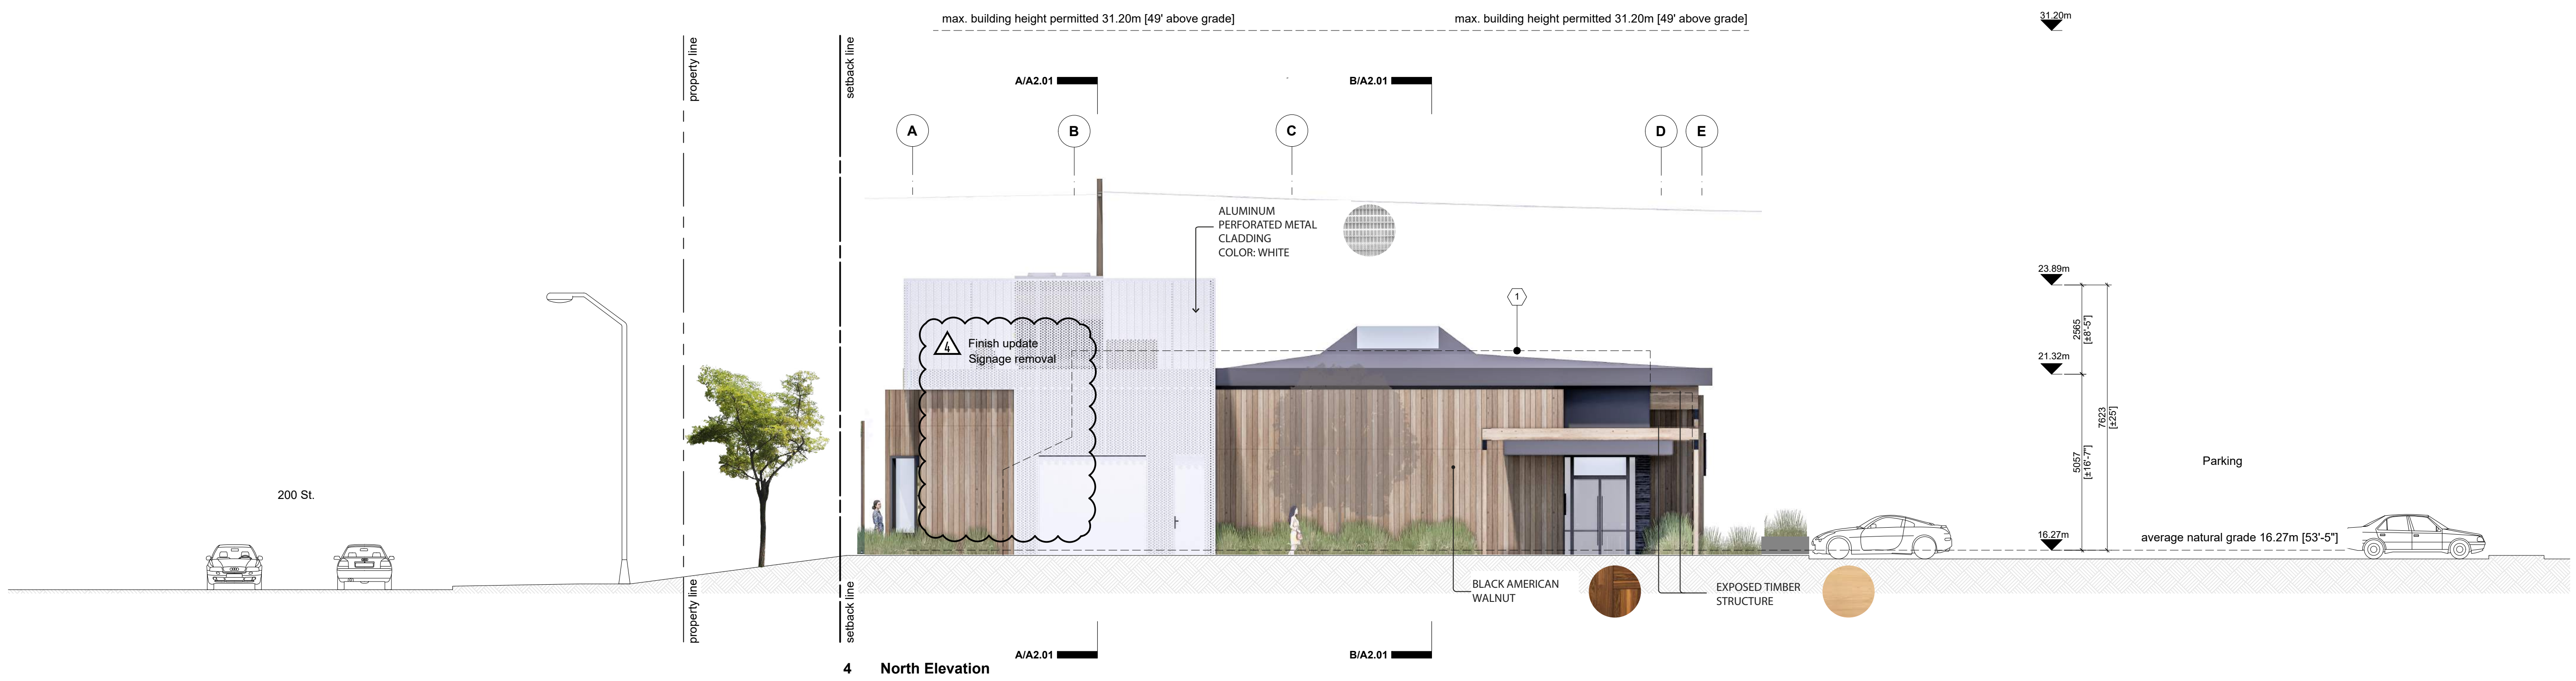 max. building height permitted 31.20m [49' above grade]
max. building height permitted 31.20m [49' above grade]
31.20m
property line
setback line
A/A2.01
B/A2.01
A
B
C
D
E
ALUMINUM
PERFORATED METAL
CLADDING
COLOR: WHITE
23.89m
1
4
Finish update
Signage removal
2565
[±8'-5"]
21.32m
7623
[±25']
5057
[±16'-7"]
Parking
200 St.
16.27m
average natural grade 16.27m [53'-5"]
BLACK AMERICAN
WALNUT
EXPOSED TIMBER
STRUCTURE
property line
setback line
A/A2.01
B/A2.01
4 North Elevation